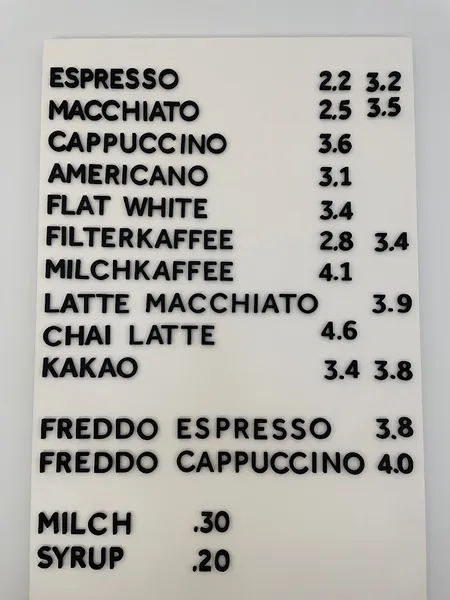 ESPRESSO 2.2 3.2
MACCHIATO 2.5 3.5
CAPPUCCINO 3.6
AMERICANO 3.1
FLAT WHITE 3.4
FILTERKAFFEE 2.8 3.4
MILCHKAFFEE 4.1
LATTE MACCHIATO 3.9
CHAI LATTE 4.6
KAKAO 3.4 3.8
FREDDO ESPRESSO 3.8
FREDDO CAPPUCCINO 4.0
MILCH .30
SYRUP .20